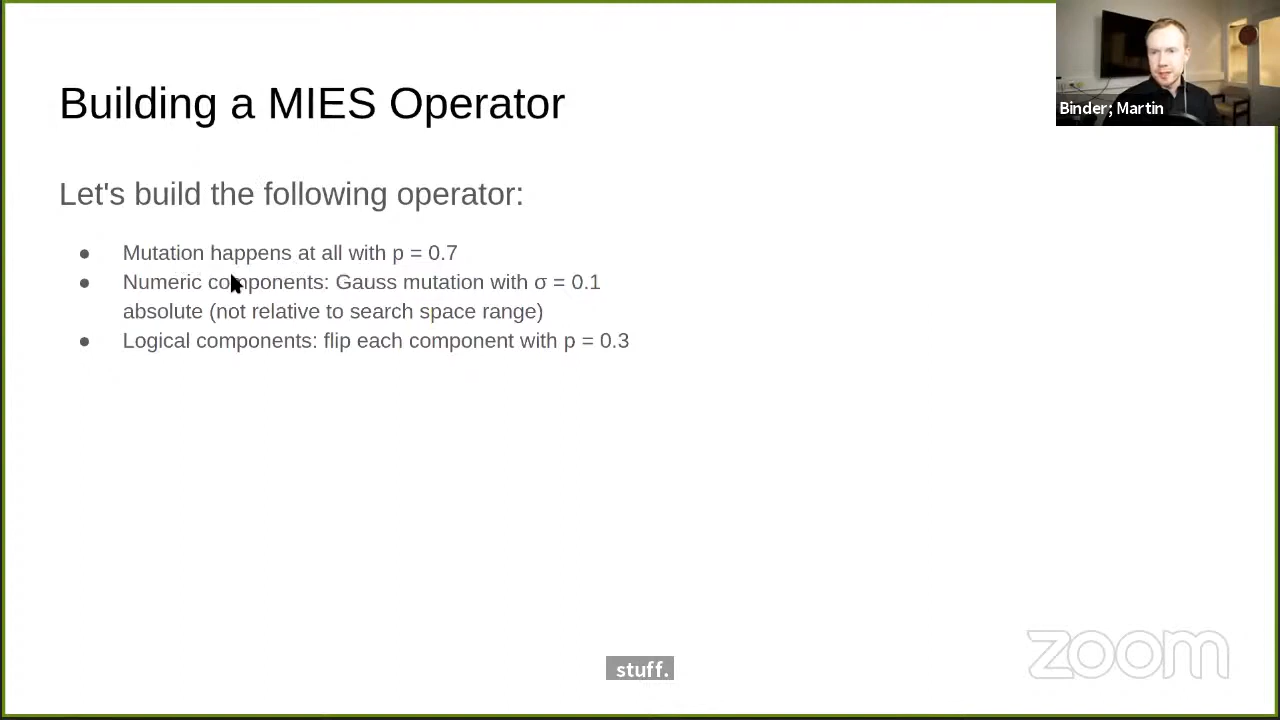 Building a MIES Operator
Binder; Martin
Let's build the following operator:
● Mutation happens at all with p = 0.7
● Numeric components: Gauss mutation with σ = 0.1
absolute (not relative to search space range)
● Logical components: flip each component with p = 0.3
zoom
stuff.